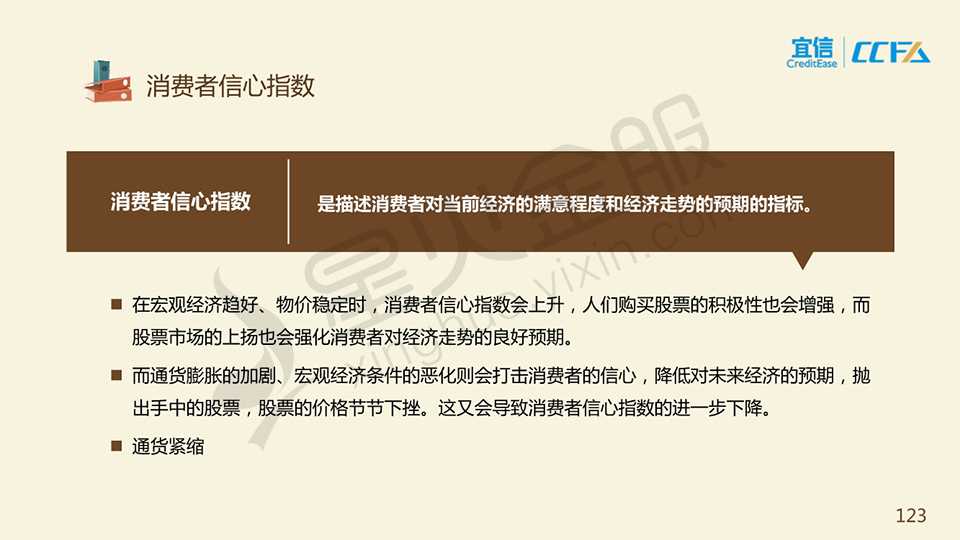 宜信
CreditEase
CCFA
消费者信心指数
消费者信心指数
是描述消费者对当前经济的满意程度和经济走势的预期的指标。
在宏观经济趋好、物价稳定时，消费者信心指数会上升，人们购买股票的积极性也会增强，而
股票市场的上扬也会强化消费者对经济走势的良好预期。
而通货膨胀的加剧、宏观经济条件的恶化则会打击消费者的信心，降低对未来经济的预期，抛
出手中的股票，股票的价格节节下挫。这又会导致消费者信心指数的进一步下降。
通货紧缩
星火金服
xinghuo.yixin.com
123